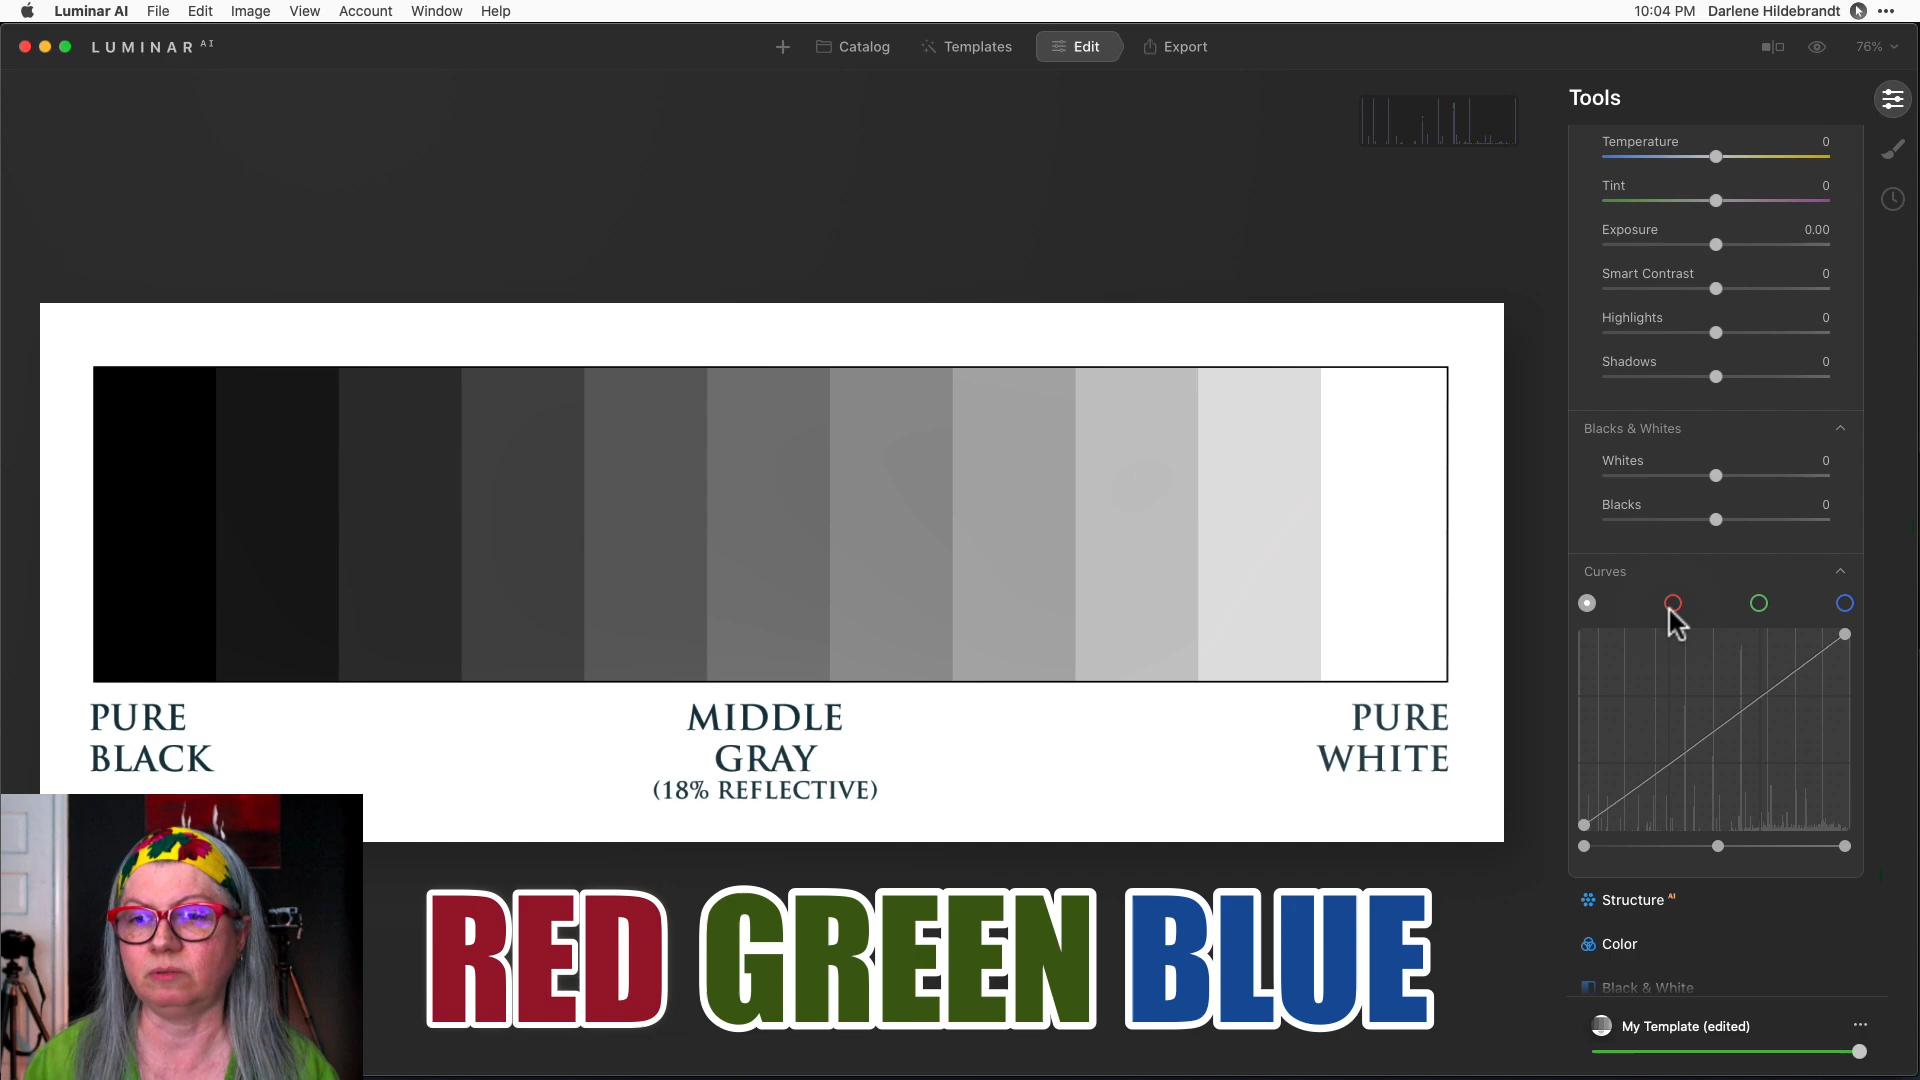 Luminar AI File Edit Image View Account Window Help 10:04 PM Darlene Hildebrandt
LUMINAR AI Catalog Templates Edit Export 76%
Tools
Temperature 0
Tint 0
Exposure 0.00
Smart Contrast 0
Highlights 0
Shadows 0
Blacks & Whites
Whites 0
Blacks 0
Curves
Structure AI
Color
Black & White
My Template (edited)
PURE
BLACK
MIDDLE
GRAY
(18% REFLECTIVE)
PURE
WHITE
RED GREEN BLUE